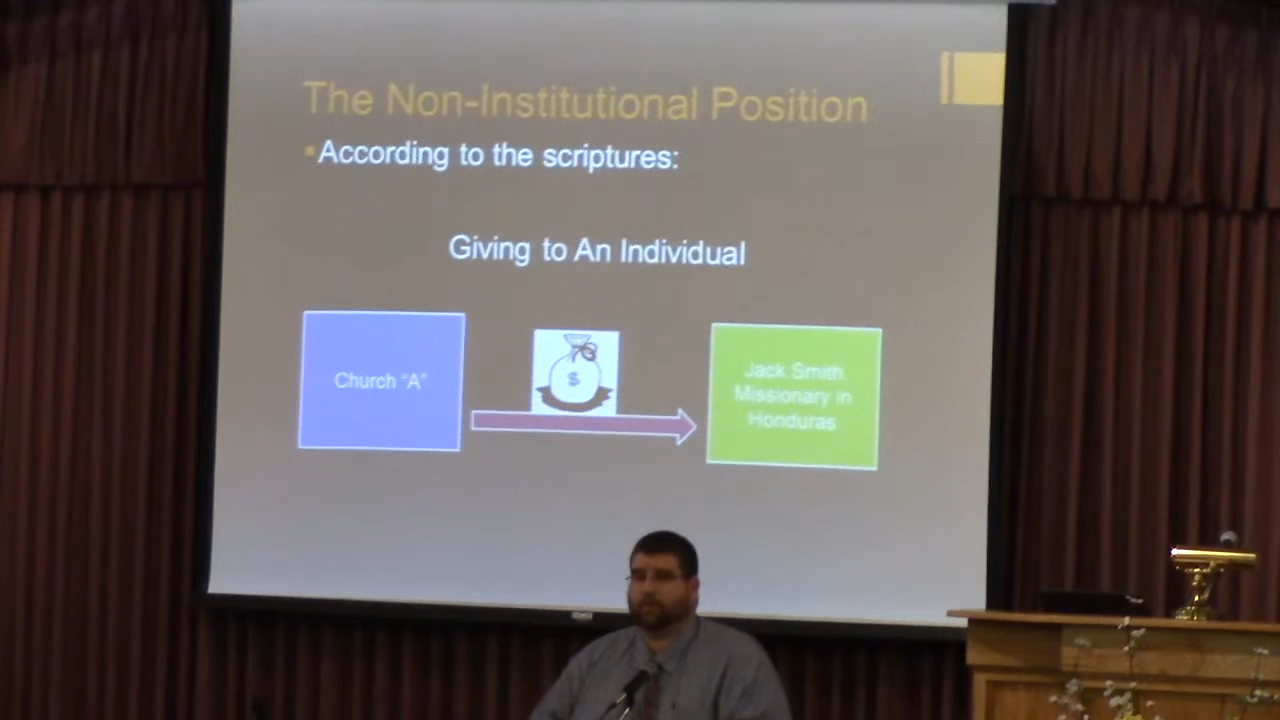 The Non-Institutional Position
According to the scriptures:
Giving to An Individual
Church "A"
$
Jack Smith
Missionary in
Honduras